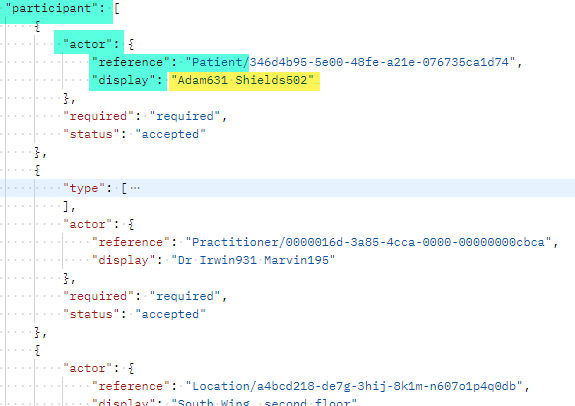 "participant": [
{
"actor": {
"reference": "Patient/346d4b95-5e00-48fe-a21e-076735ca1d74",
"display": "Adam631 Shields502"
},
"required": "required",
"status": "accepted"
},
{
"type": [ ⋯
],
"actor": {
"reference": "Practitioner/0000016d-3a85-4cca-0000-00000000cbca",
"display": "Dr Irwin931 Marvin195"
},
"required": "required",
"status": "accepted"
},
{
"actor": {
"reference": "Location/a4bcd218-de7g-3hij-8k1m-n607o1p4q0db",
"display": "South Wing, second floor"